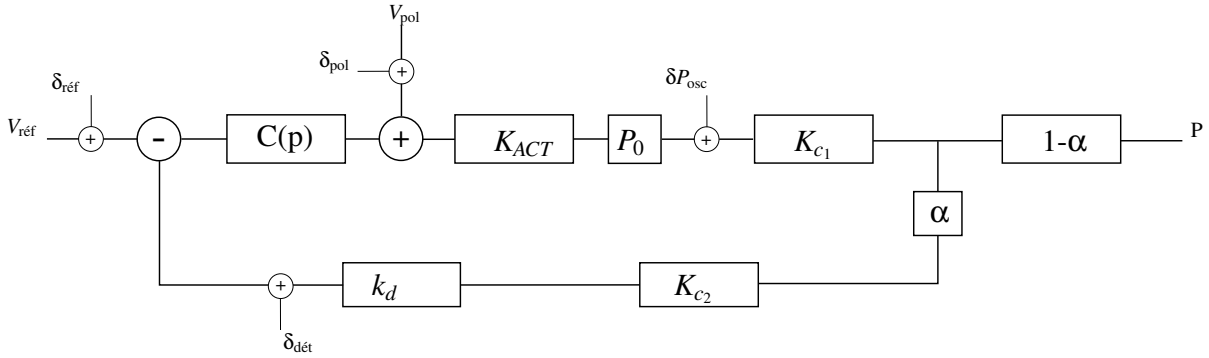 V_pol
δ_pol
δ_réf
δP_osc
V_réf
+
-
C(p)
+
+
K_ACT
P_0
+
K_c1
1-α
P
α
k_d
K_c2
+
δ_dét